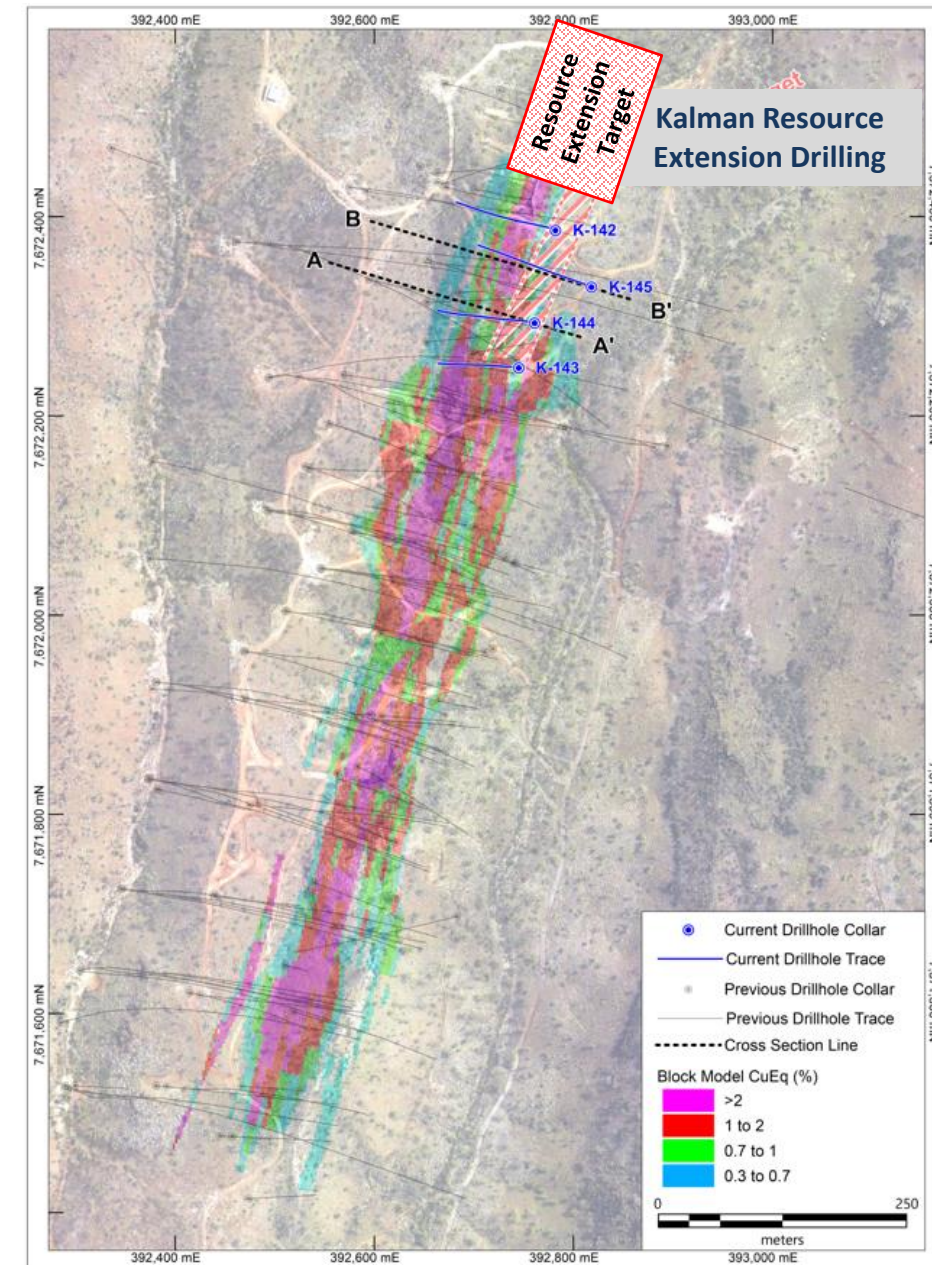 392,400 mE
392,600 mE
392,800 mE
393,000 mE
Resource
Extension
Target
get
Kalman Resource
Extension Drilling
7,672,400 mN
B
K-142
A
K-145
B'
K-144
A'
K-143
7,672,200 mN
7,672,000 mN
7,671,800 mN
7,671,600 mN
Current Drillhole Collar
Current Drillhole Trace
Previous Drillhole Collar
Previous Drillhole Trace
Cross Section Line
Block Model CuEq (%)
>2
1 to 2
0.7 to 1
0.3 to 0.7
0
250
meters
392,400 mE
392,600 mE
392,800 mE
393,000 mE